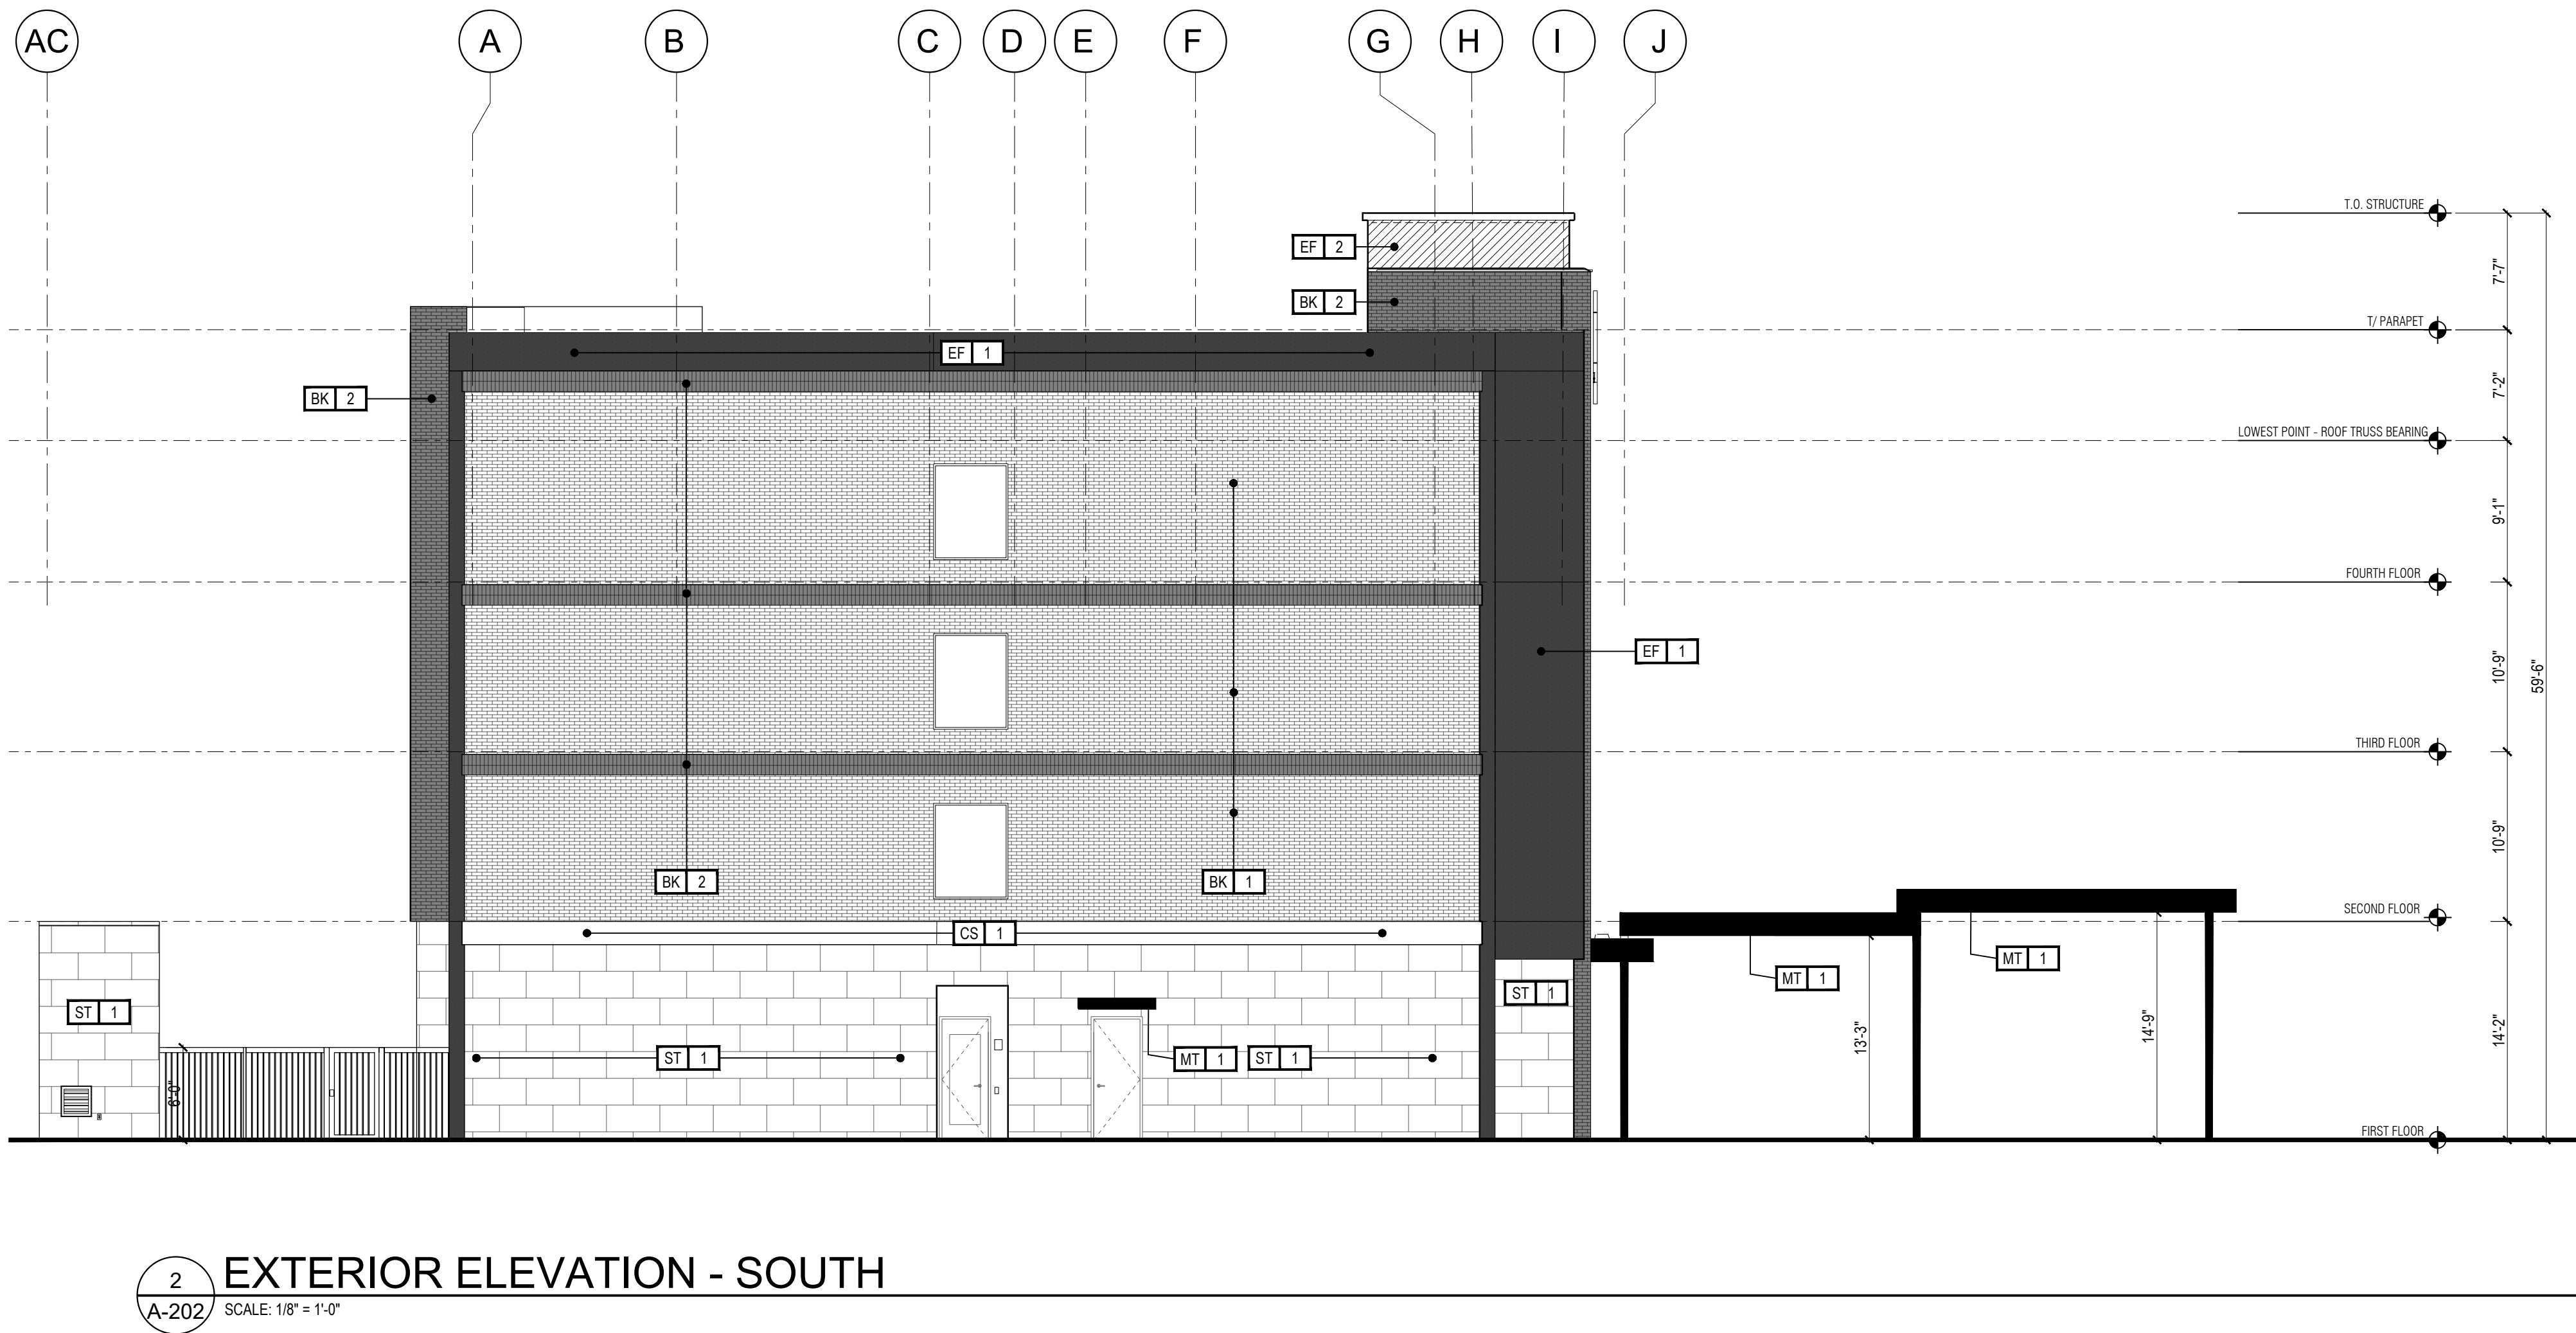 AC A B C D E F G H I J
T.O. STRUCTURE
EF 2
7'-7"
BK 2
T/ PARAPET
EF 1
7'-2"
BK 2
LOWEST POINT - ROOF TRUSS BEARING
9'-1"
FOURTH FLOOR
EF 1
10'-9"
59'-6"
THIRD FLOOR
10'-9"
BK 2
BK 1
SECOND FLOOR
CS 1
MT 1
MT 1
ST 1
ST 1
14'-9"
13'-3"
14'-2"
ST 1
MT 1
ST 1
6'-0"
FIRST FLOOR
2
A-202
EXTERIOR ELEVATION - SOUTH
SCALE: 1/8" = 1'-0"